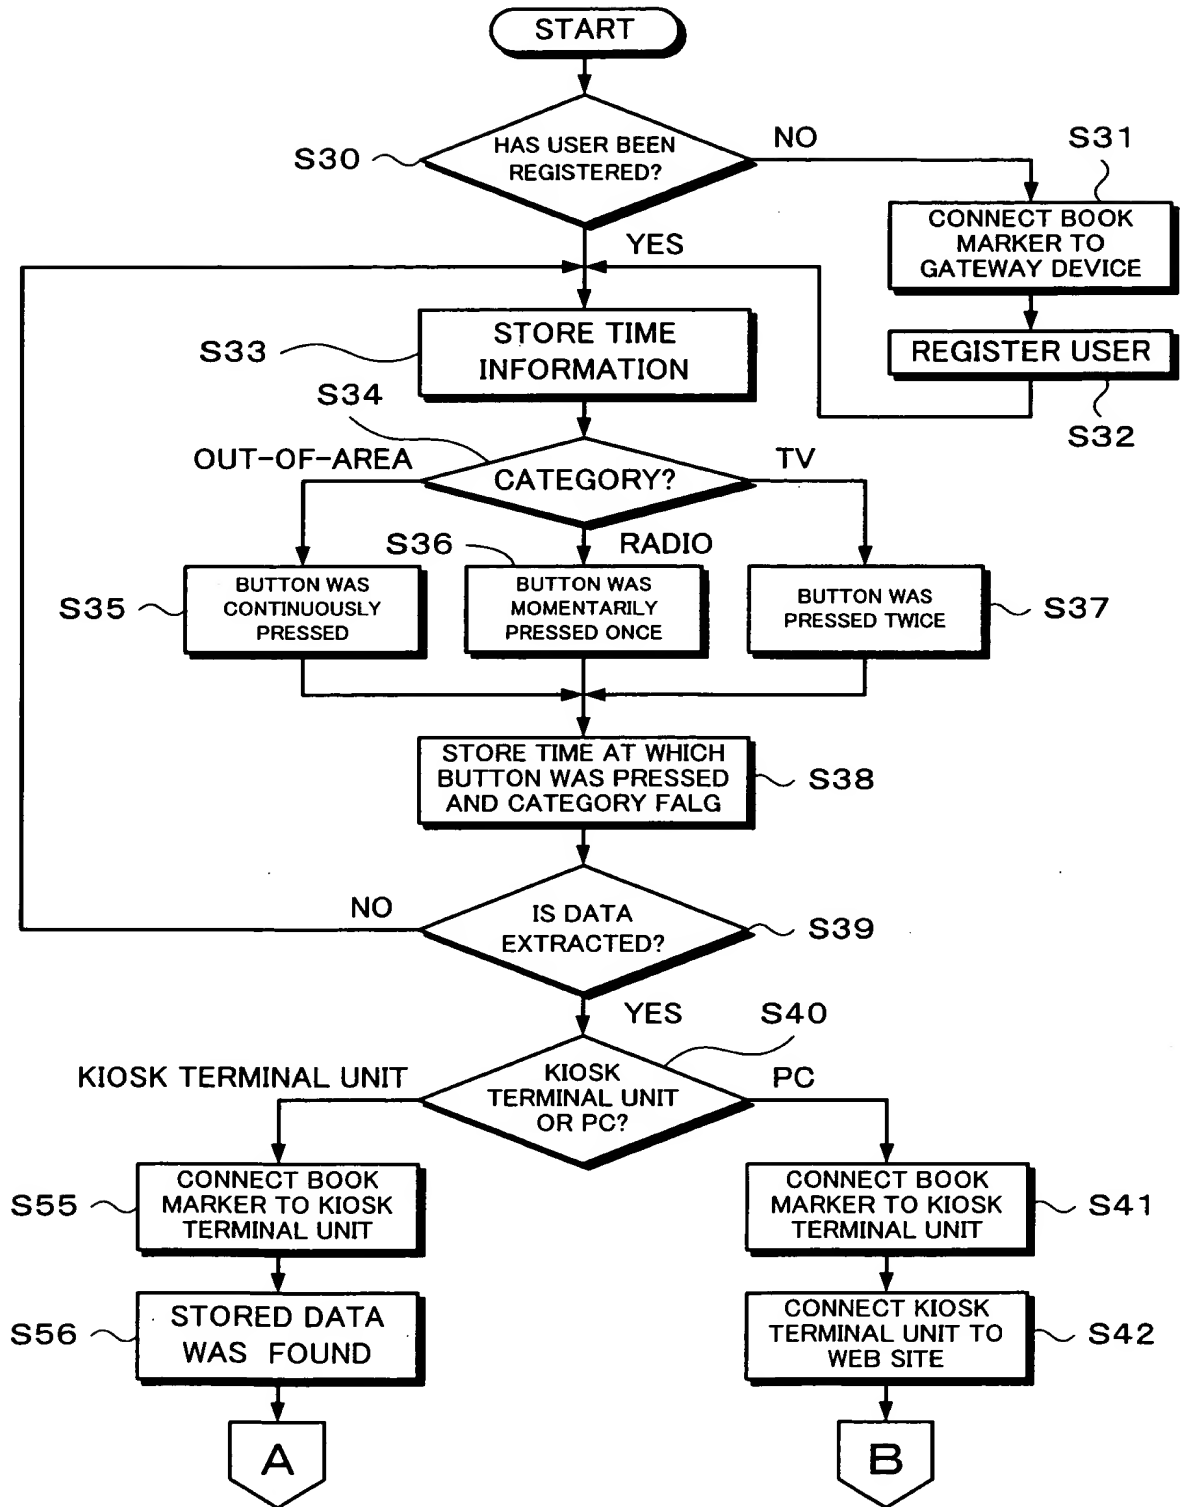 START
S30
HAS USER BEEN
REGISTERED?
NO
S31
CONNECT BOOK
MARKER TO
GATEWAY DEVICE
YES
S33
STORE TIME
INFORMATION
REGISTER USER
S32
S34
OUT-OF-AREA
CATEGORY?
TV
S36
RADIO
S35
BUTTON WAS
CONTINUOUSLY
PRESSED
BUTTON WAS
MOMENTARILY
PRESSED ONCE
BUTTON WAS
PRESSED TWICE
S37
STORE TIME AT WHICH
BUTTON WAS PRESSED
AND CATEGORY FALG
S38
NO
IS DATA
EXTRACTED?
S39
YES
S40
KIOSK TERMINAL UNIT
KIOSK
TERMINAL UNIT
OR PC?
PC
S55
CONNECT BOOK
MARKER TO KIOSK
TERMINAL UNIT
CONNECT BOOK
MARKER TO KIOSK
TERMINAL UNIT
S41
S56
STORED DATA
WAS FOUND
CONNECT KIOSK
TERMINAL UNIT TO
WEB SITE
S42
A
B